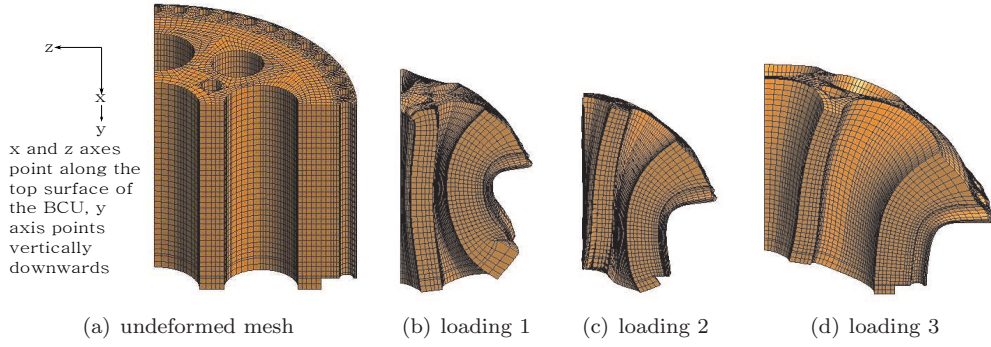 z
x
y
x and z axes
point along the
top surface of
the BCU, y
axis points
vertically
downwards
(a) undeformed mesh
(b) loading 1
(c) loading 2
(d) loading 3